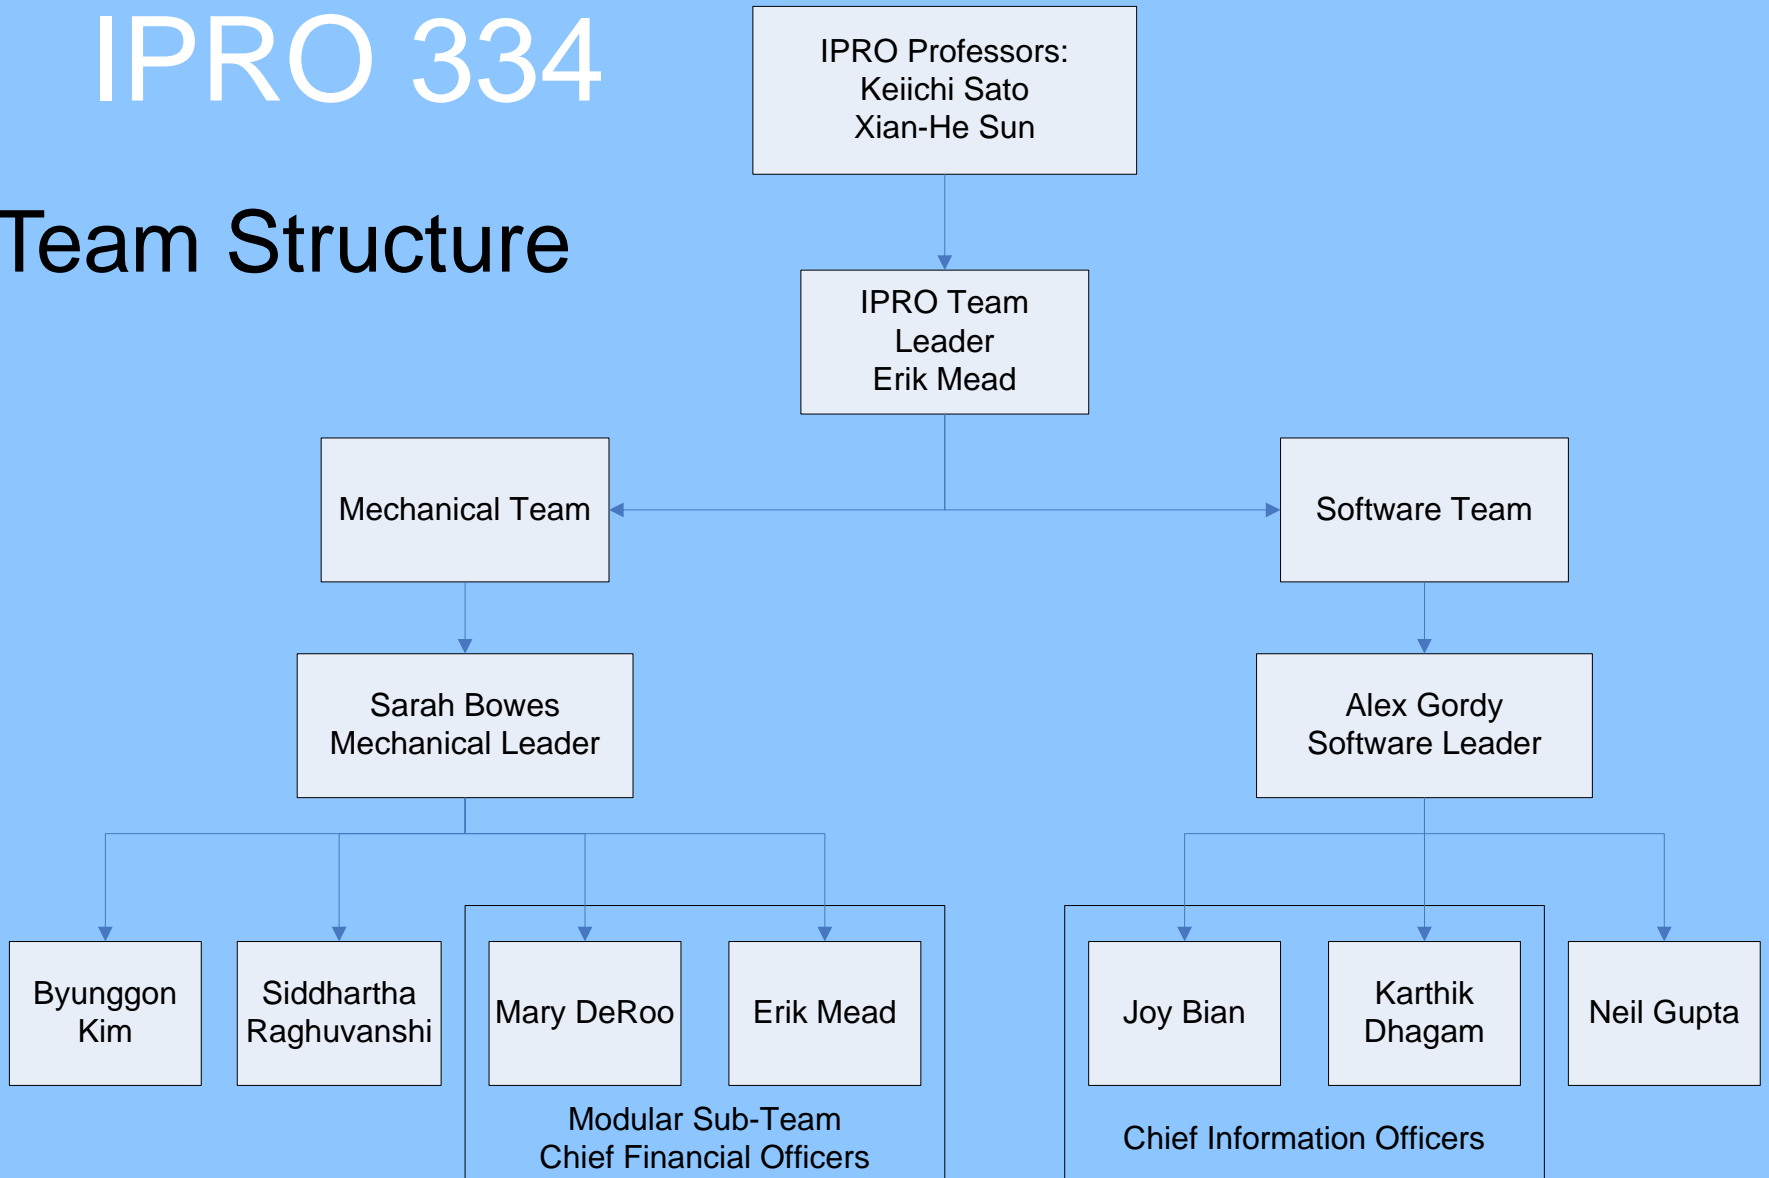 IPRO 334
Team Structure
IPRO Professors:
Keiichi Sato
Xian-He Sun
IPRO Team
Leader
Erik Mead
Mechanical Team
Software Team
Sarah Bowes
Mechanical Leader
Alex Gordy
Software Leader
Byunggon
Kim
Siddhartha
Raghuvanshi
Mary DeRoo
Erik Mead
Joy Bian
Karthik
Dhagam
Neil Gupta
Modular Sub-Team
Chief Financial Officers
Chief Information Officers